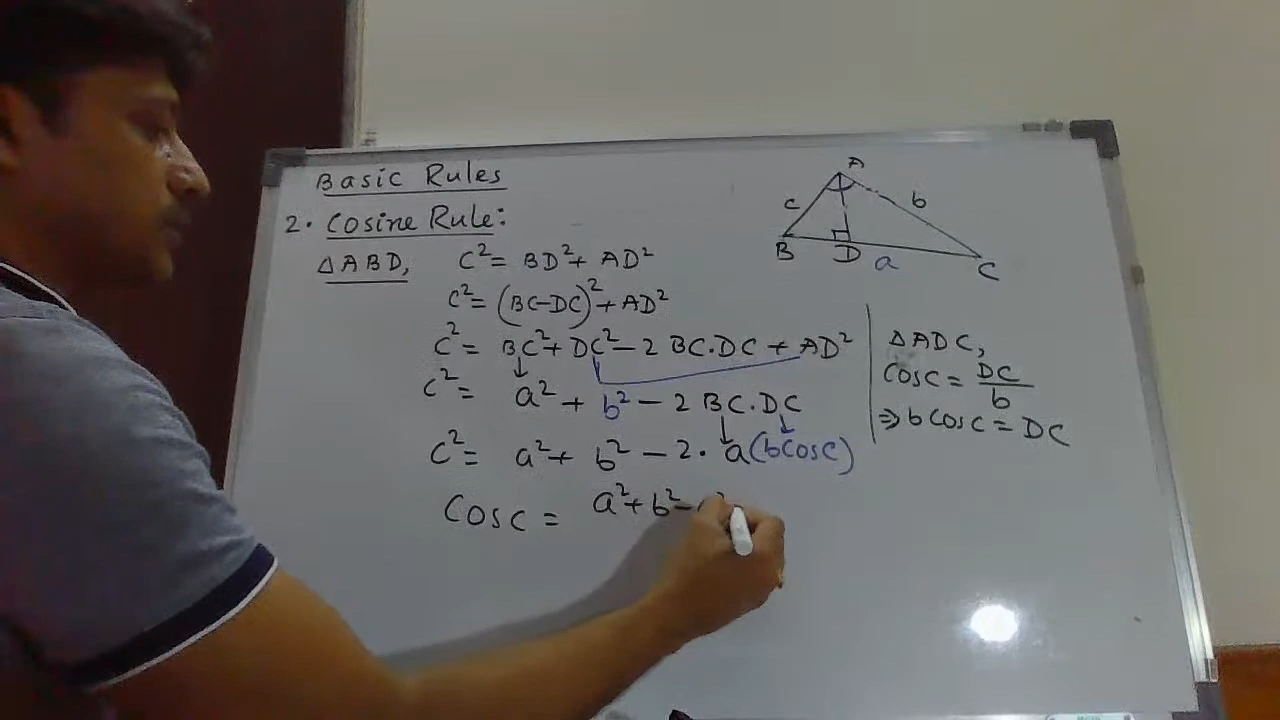 Basic Rules
2. Cosine Rule:
△ABD, C² = BD² + AD²
C² = (BC-DC)² + AD²
C² = BC² + DC² - 2 BC.DC + AD²
C² = a² + b² - 2 BC.DC
C² = a² + b² - 2. a(bcosc)
Cosc = a² + b² -
A
c
b
B
D
a
C
△ADC,
Cosc = DC/b
⇒ bcosc = DC